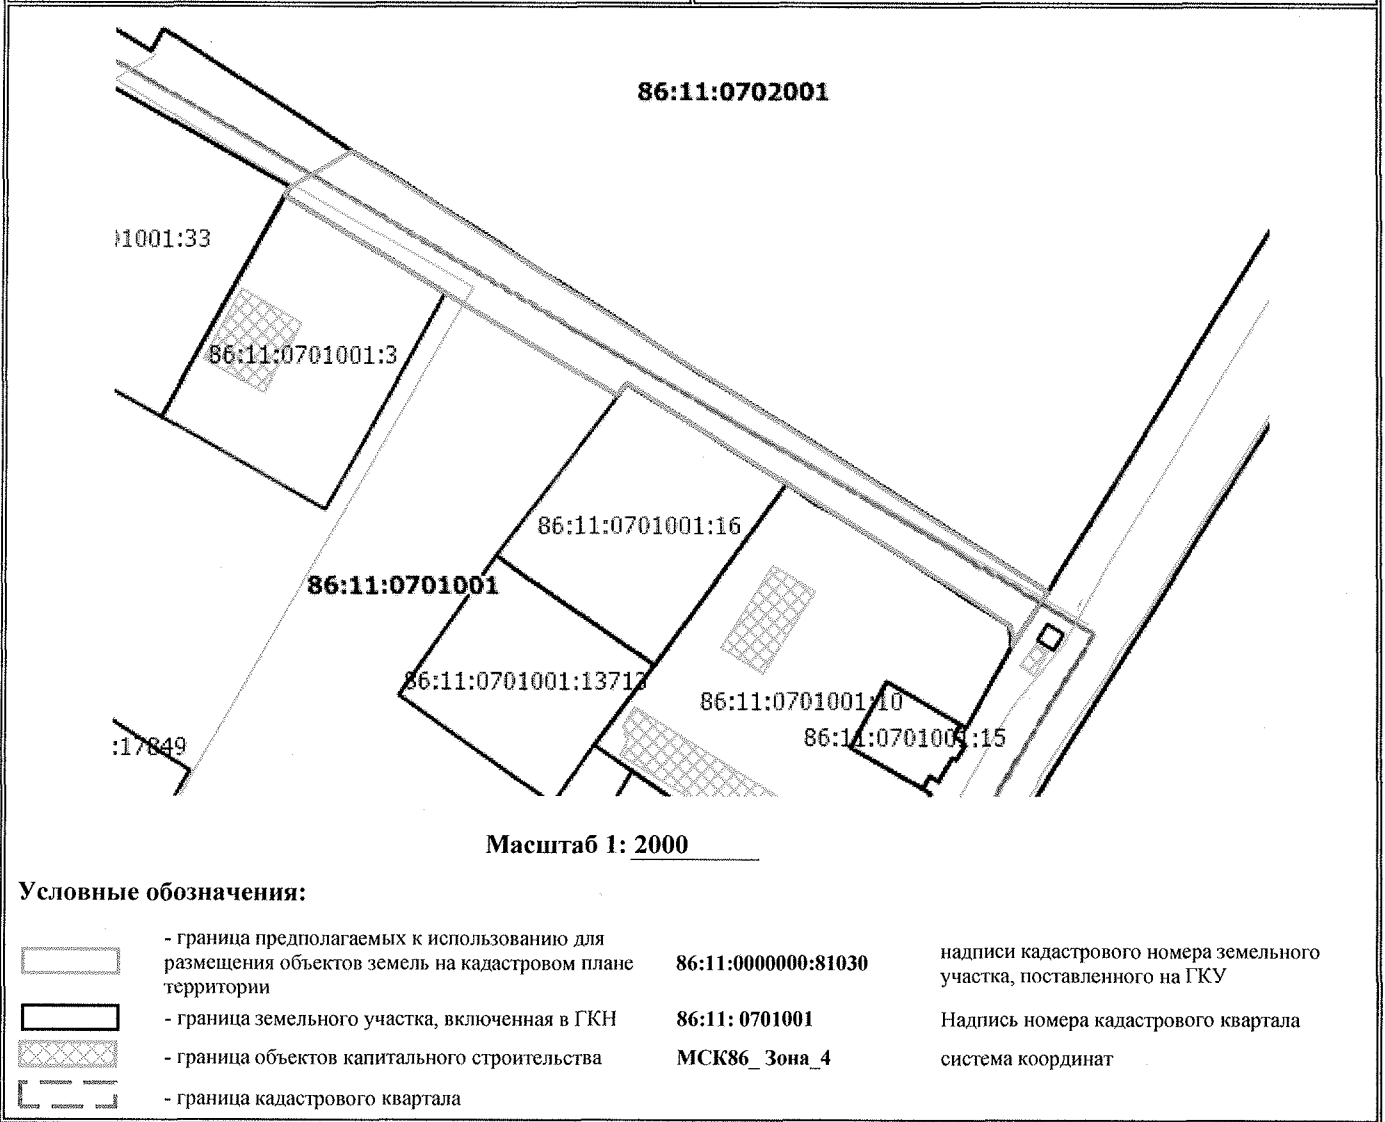 86:11:0702001
1001:33
86:11:0701001:3
86:11:0701001:16
86:11:0701001
86:11:0701001:13713
86:11:0701001:10
86:11:0701001:15
:17849
Масштаб 1: 2000
Условные обозначения:
- граница предполагаемых к использованию для
размещения объектов земель на кадастровом плане
территории
86:11:0000000:81030
надписи кадастрового номера земельного
участка, поставленного на ГКУ
- граница земельного участка, включенная в ГКН
86:11: 0701001
Надпись номера кадастрового квартала
- граница объектов капитального строительства
МСК86_ Зона_4
система координат
- граница кадастрового квартала